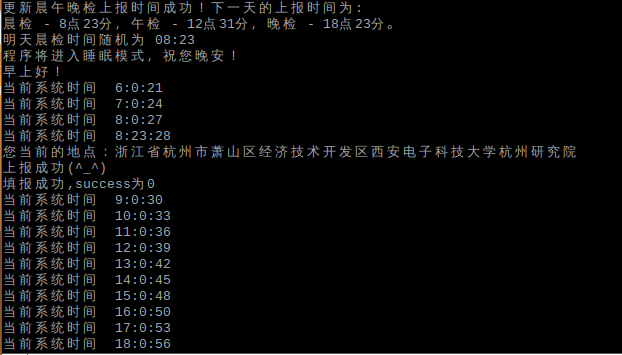 更新晨午晚检上报时间成功！下一天的上报时间为：
晨检 - 8点23分，午检 - 12点31分，晚检 - 18点23分。
明天晨检时间随机为 08:23
程序将进入睡眠模式，祝您晚安！
早上好！
当前系统时间 6:0:21
当前系统时间 7:0:24
当前系统时间 8:0:27
当前系统时间 8:23:28
您当前的地点：浙江省杭州市萧山区经济技术开发区西安电子科技大学杭州研究院
上报成功(^_^)
填报成功,success为0
当前系统时间 9:0:30
当前系统时间 10:0:33
当前系统时间 11:0:36
当前系统时间 12:0:39
当前系统时间 13:0:42
当前系统时间 14:0:45
当前系统时间 15:0:48
当前系统时间 16:0:50
当前系统时间 17:0:53
当前系统时间 18:0:56